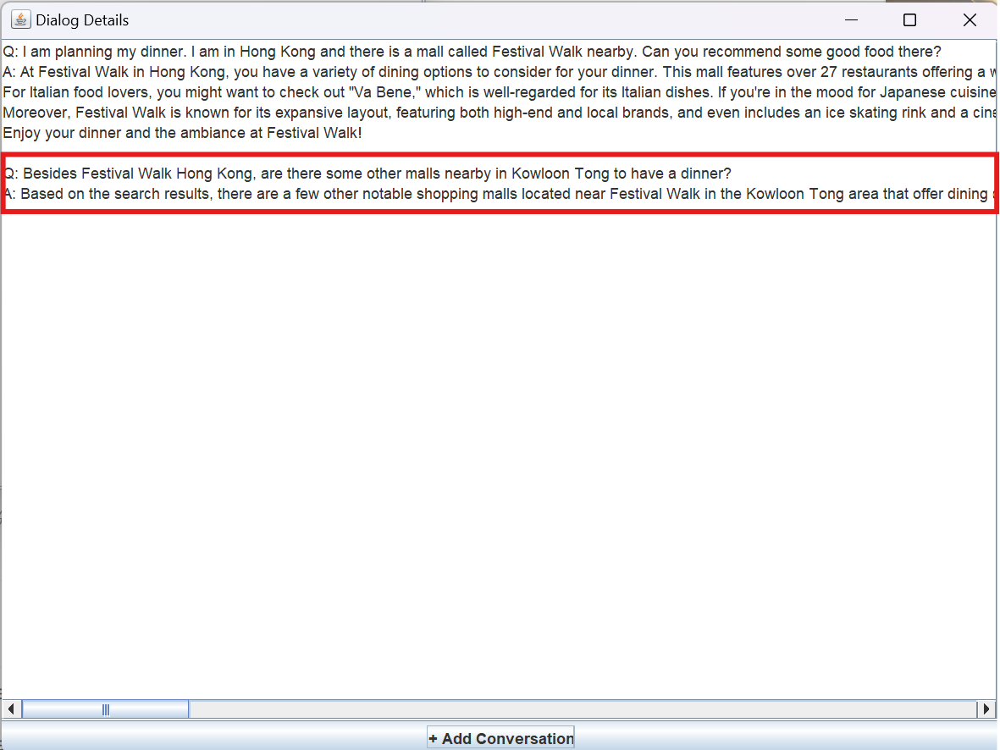 Dialog Details
Q: I am planning my dinner. I am in Hong Kong and there is a mall called Festival Walk nearby. Can you recommend some good food there?
A: At Festival Walk in Hong Kong, you have a variety of dining options to consider for your dinner. This mall features over 27 restaurants offering a
For Italian food lovers, you might want to check out "Va Bene," which is well-regarded for its Italian dishes. If you're in the mood for Japanese cuisine
Moreover, Festival Walk is known for its expansive layout, featuring both high-end and local brands, and even includes an ice skating rink and a
Enjoy your dinner and the ambiance at Festival Walk!
Q: Besides Festival Walk Hong Kong, are there some other malls nearby in Kowloon Tong to have a dinner?
A: Based on the search results, there are a few other notable shopping malls located near Festival Walk in the Kowloon Tong area that offer dining
+ Add Conversation